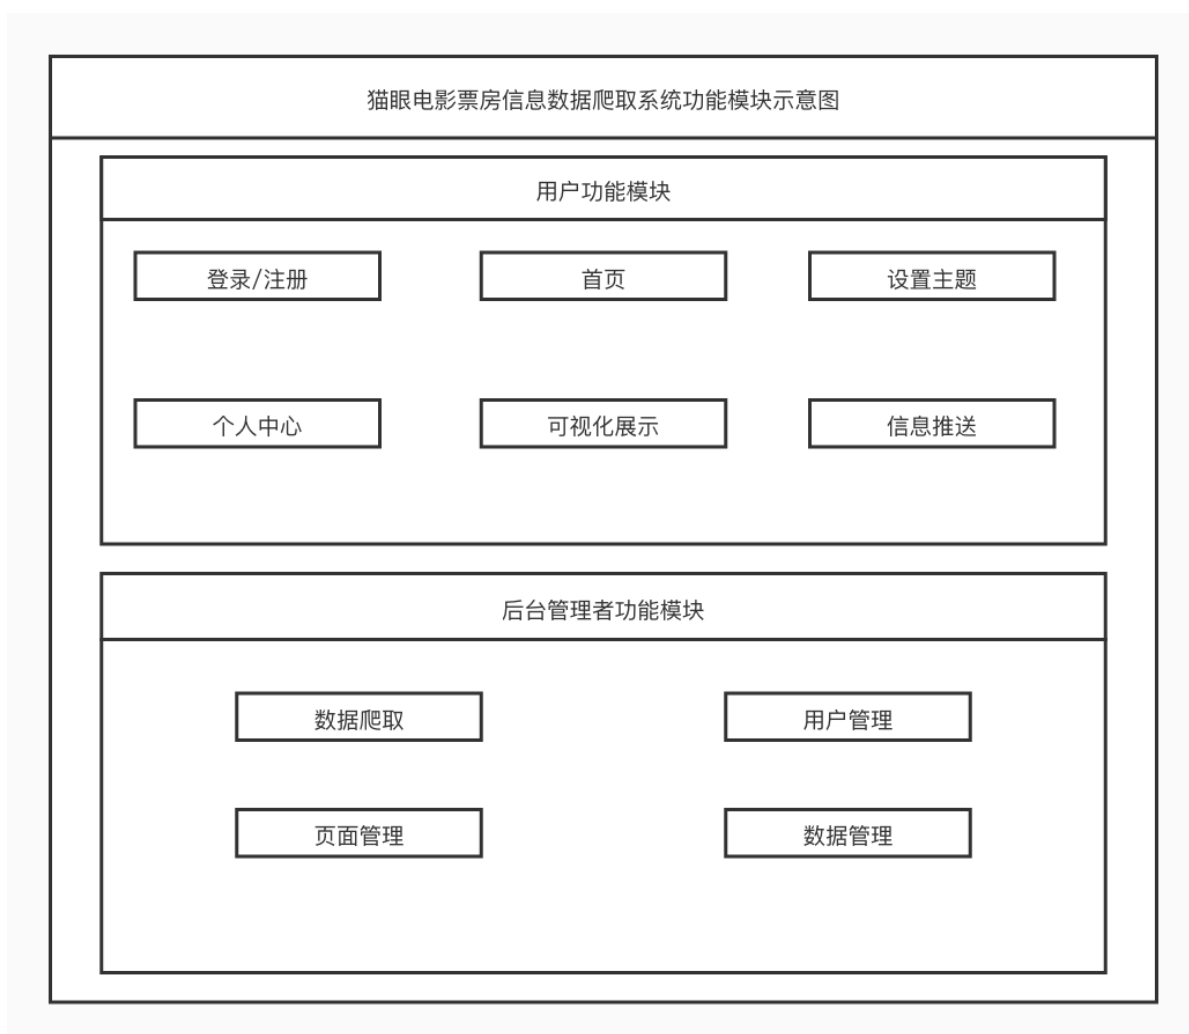 猫眼电影票房信息数据爬取系统功能模块示意图
用户功能模块
登录/注册
首页
设置主题
个人中心
可视化展示
信息推送
后台管理者功能模块
数据爬取
用户管理
页面管理
数据管理